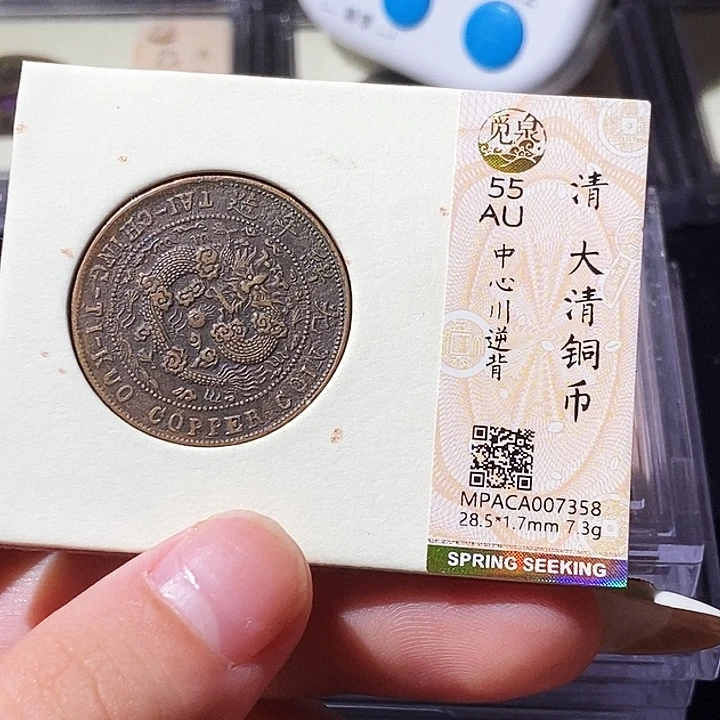 TAI-CHING-TI-KUO COPPER COIN
觅泉
55
AU
清 大清铜币
中心川逆背
MPACA007358
28.5*1.7mm 7.3g
SPRING SEEKING